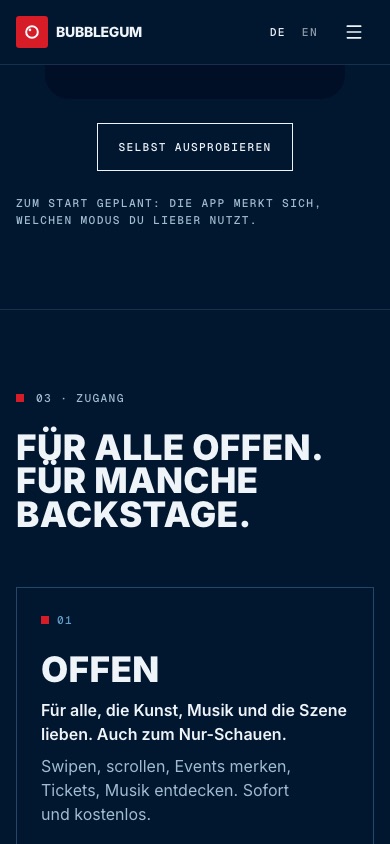 BUBBLEGUM
DE EN
SELBST AUSPROBIEREN
ZUM START GEPLANT: DIE APP MERKT SICH,
WELCHEN MODUS DU LIEBER NUTZT.
03 · ZUGANG
FÜR ALLE OFFEN.
FÜR MANCHE
BACKSTAGE.
01
OFFEN
Für alle, die Kunst, Musik und die Szene
lieben. Auch zum Nur-Schauen.
Swipen, scrollen, Events merken,
Tickets, Musik entdecken. Sofort
und kostenlos.